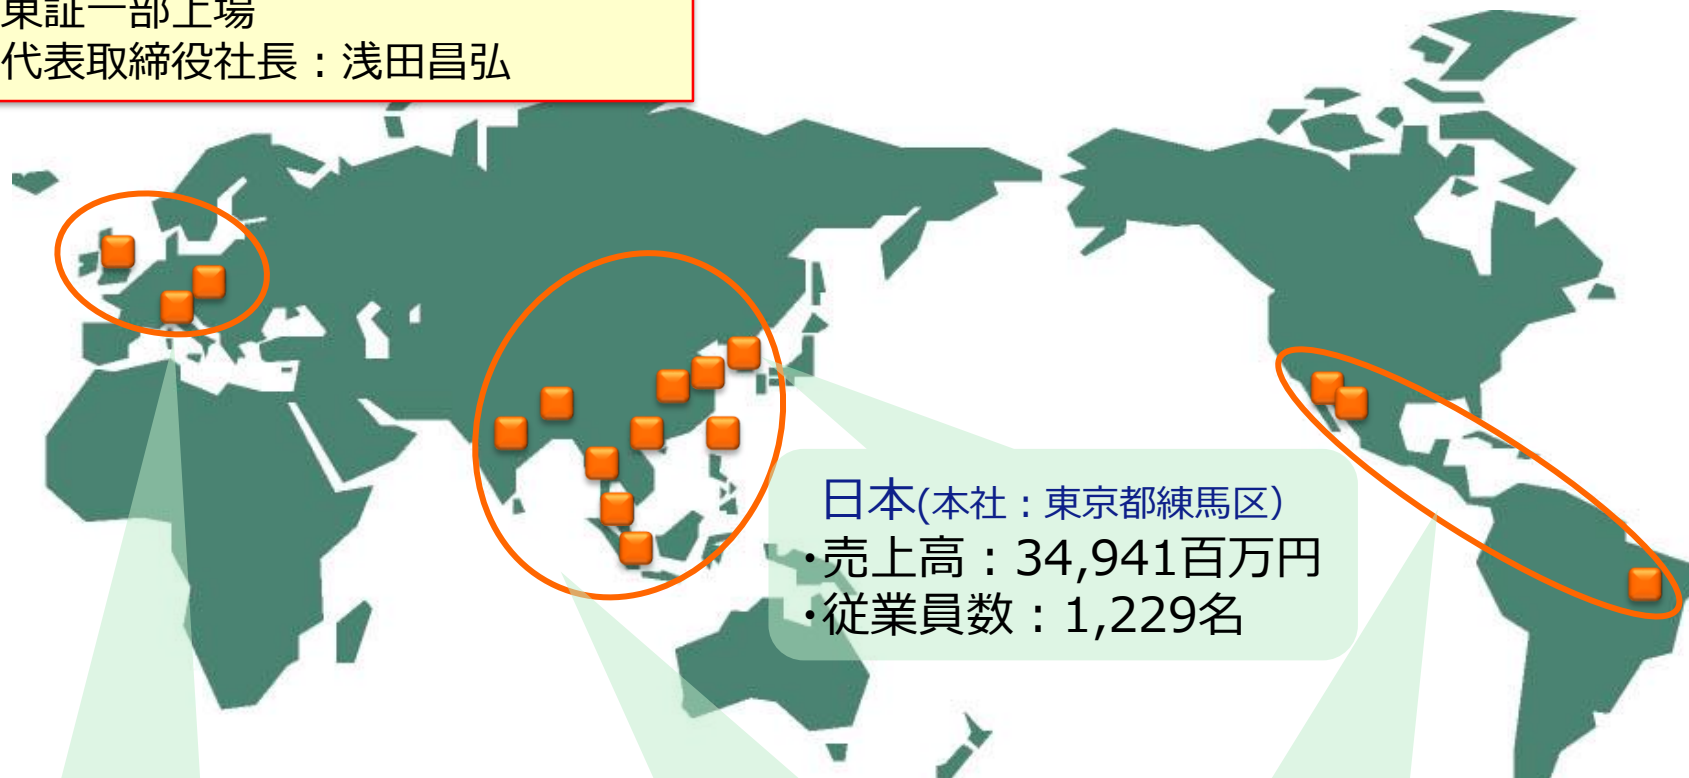 東証一部上場
代表取締役社長：浅田昌弘
日本(本社：東京都練馬区）
・売上高：34,941百万円
・従業員数：1,229名